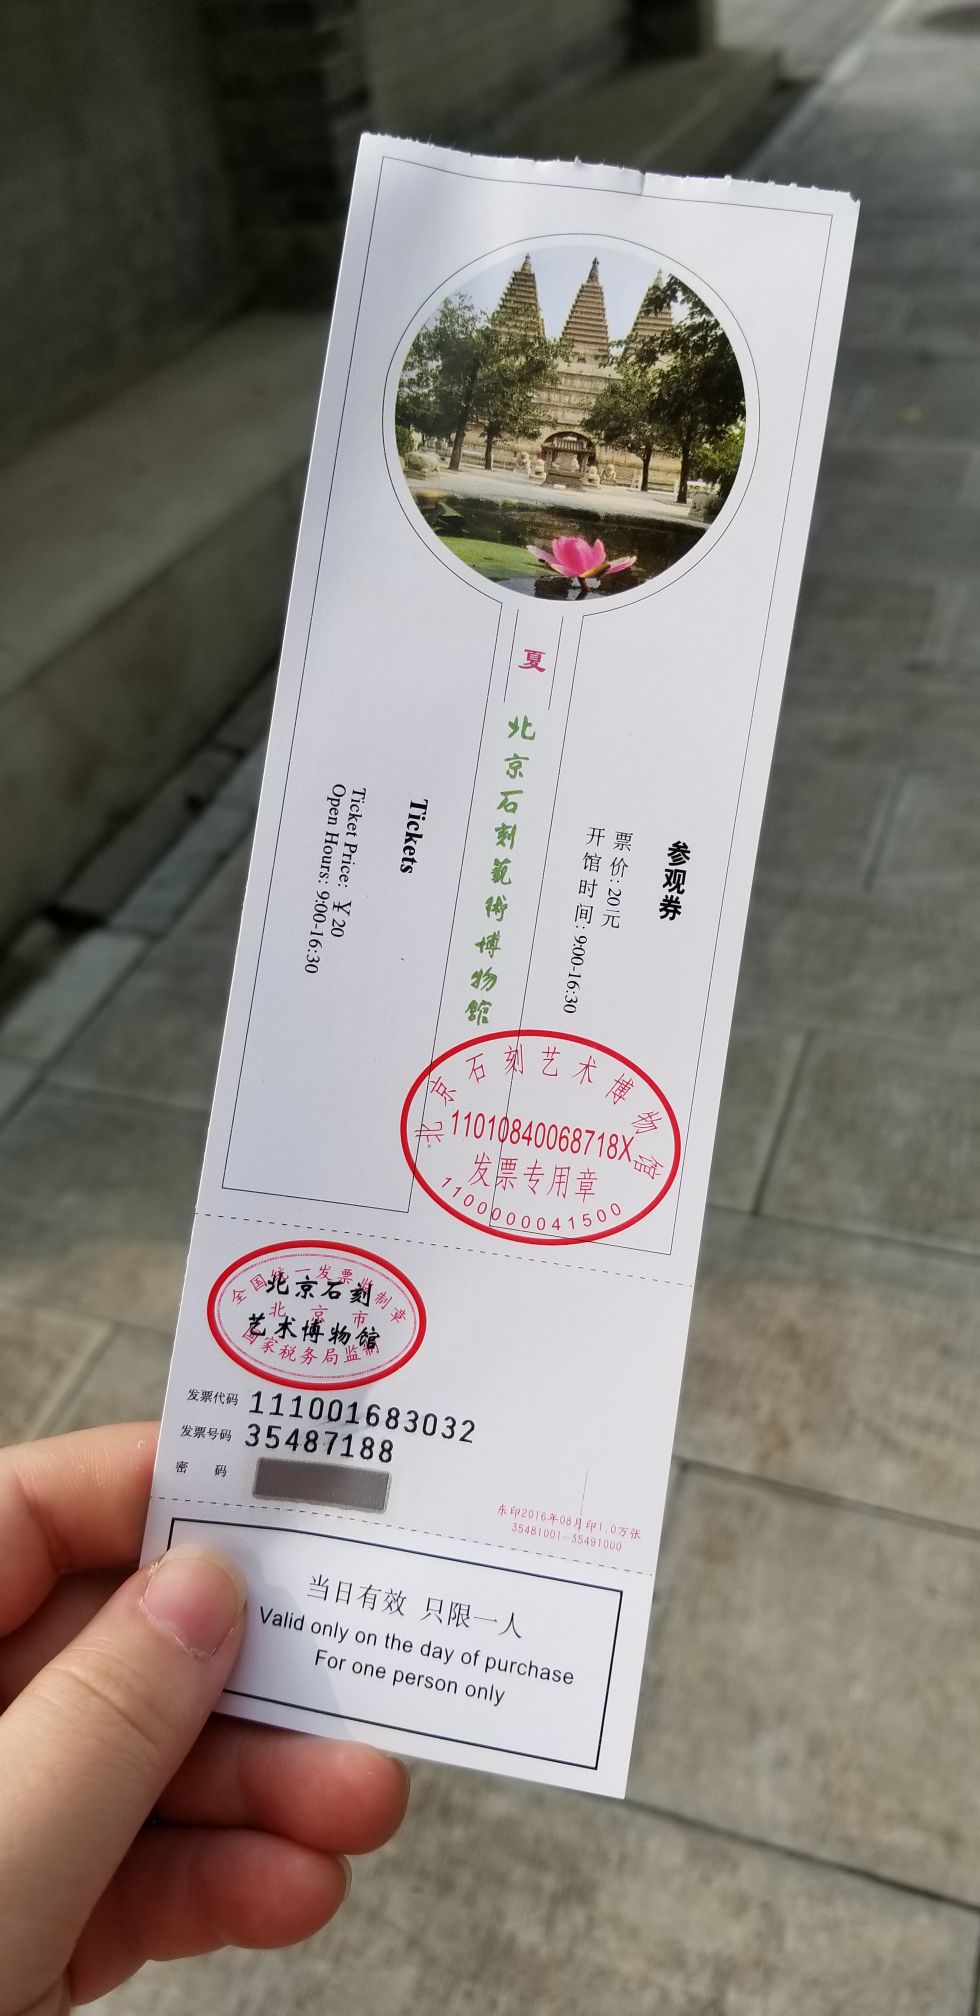 夏
北京石刻藝術博物館
参观券
票价: 20元
开馆时间: 9:00-16:30
Tickets
Ticket Price: ￥20
Open Hours: 9:00-16:30
北京石刻艺术博物馆
11010840068718X
发票专用章
1100000041500
全国统一发票监制章
北京市
国家税务局监制
北京石刻
艺术博物馆
发票代码 111001683032
发票号码 35487188
密 码
东印2016年08月印1.0万张
35481001-35491000
当日有效 只限一人
Valid only on the day of purchase
For one person only